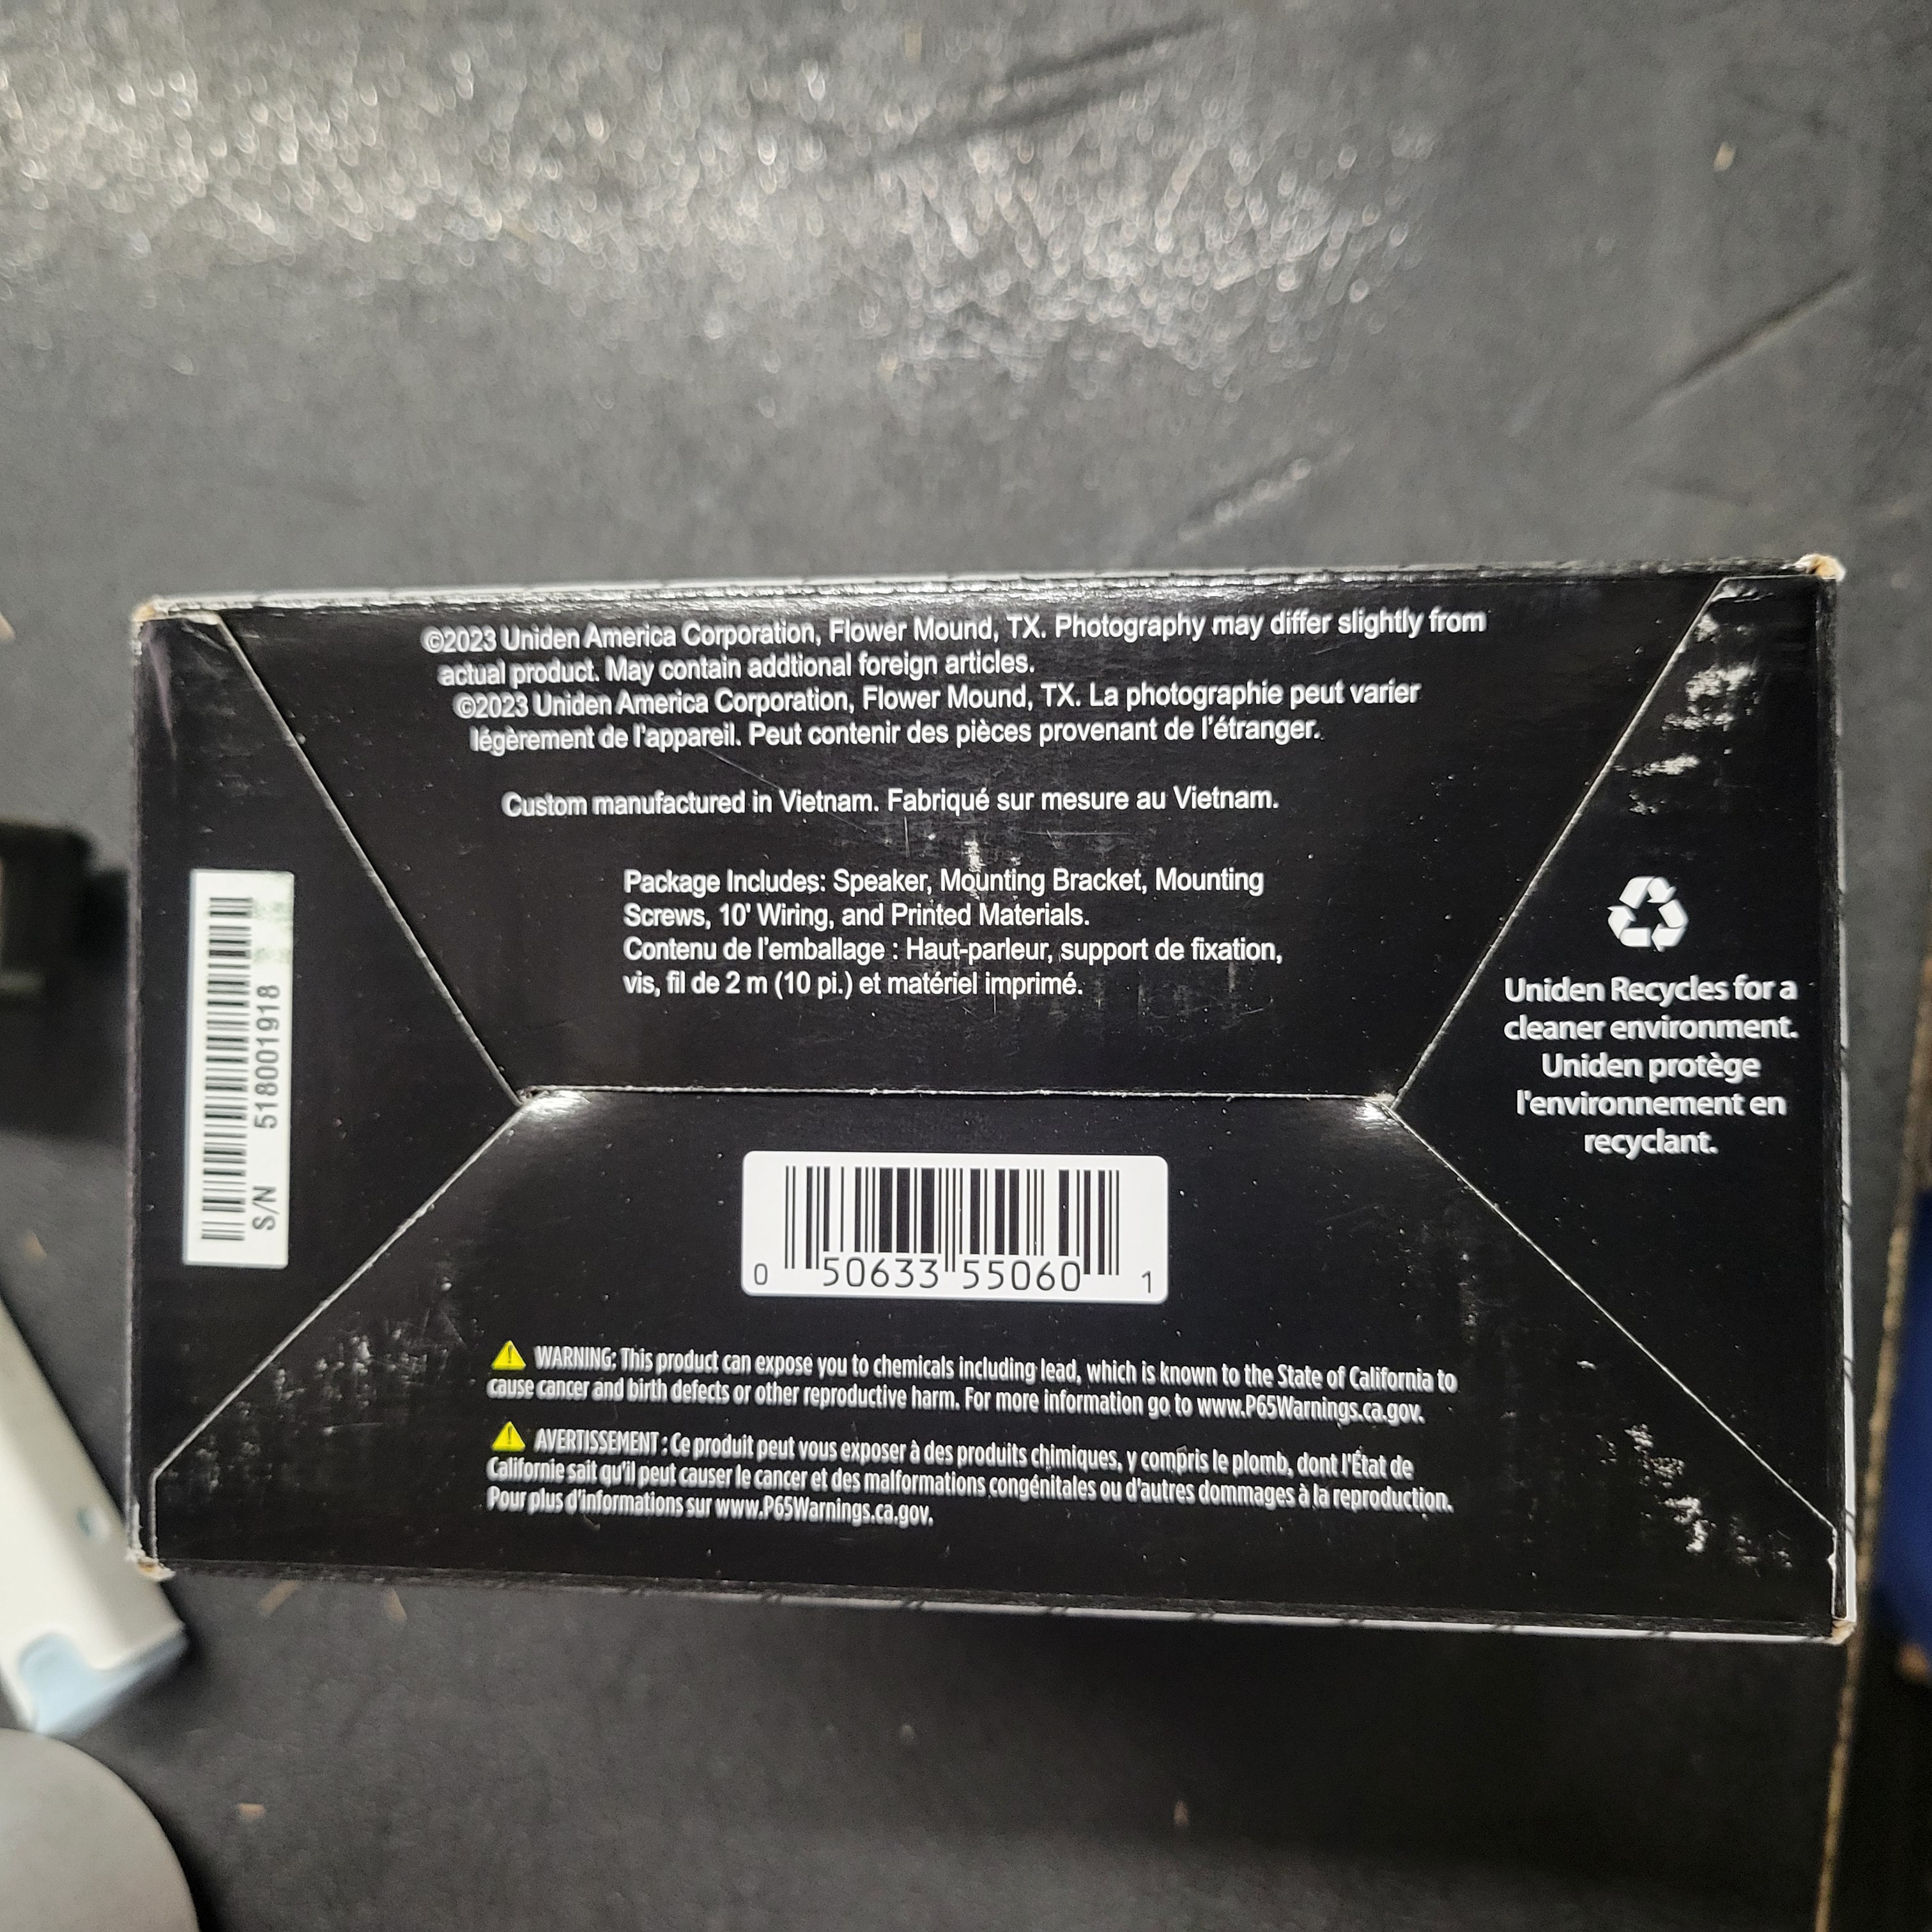 ©2023 Uniden America Corporation, Flower Mound, TX. Photography may differ slightly from
actual product. May contain addtional foreign articles.
©2023 Uniden America Corporation, Flower Mound, TX. La photographie peut varier
légèrement de l'appareil. Peut contenir des pièces provenant de l'étranger.
Custom manufactured in Vietnam. Fabriqué sur mesure au Vietnam.
Package Includes: Speaker, Mounting Bracket, Mounting
Screws, 10' Wiring, and Printed Materials.
Contenu de l'emballage : Haut-parleur, support de fixation,
vis, fil de 2 m (10 pi.) et matériel imprimé.
S/N 518001918
Uniden Recycles for a
cleaner environment.
Uniden protège
l'environnement en
recyclant.
0 50633 55060 1
WARNING: This product can expose you to chemicals including lead, which is known to the State of California to
cause cancer and birth defects or other reproductive harm. For more information go to www.P65Warnings.ca.gov.
AVERTISSEMENT : Ce produit peut vous exposer à des produits chimiques, y compris le plomb, dont l'État de
Californie sait qu'il peut causer le cancer et des malformations congénitales ou d'autres dommages à la reproduction.
Pour plus d'informations sur www.P65Warnings.ca.gov.